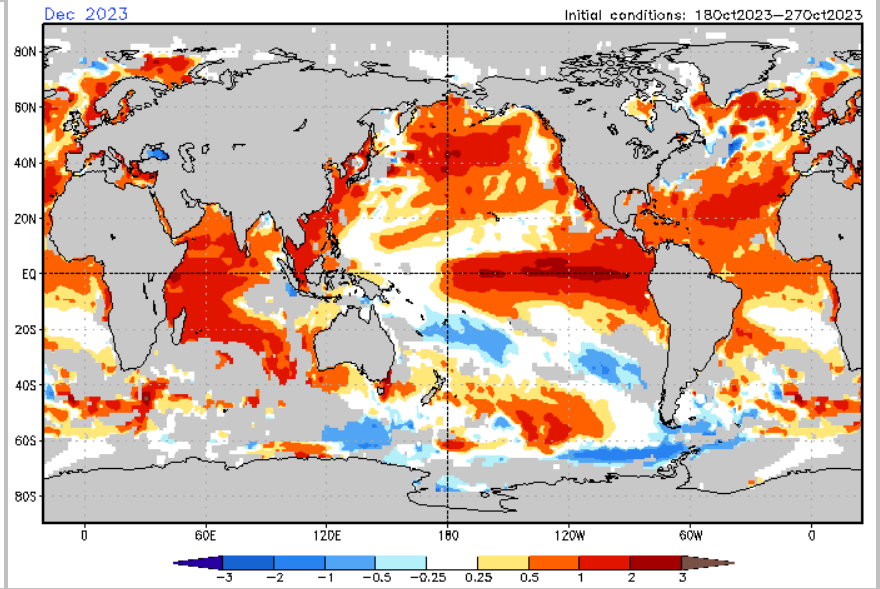 Dec 2023
Initial conditions: 18Oct2023–27Oct2023
80N
60N
40N
20N
EQ
20S
40S
60S
80S
0 60E 120E 180 120W 60W 0
-3 -2 -1 -0.5 -0.25 0.25 0.5 1 2 3